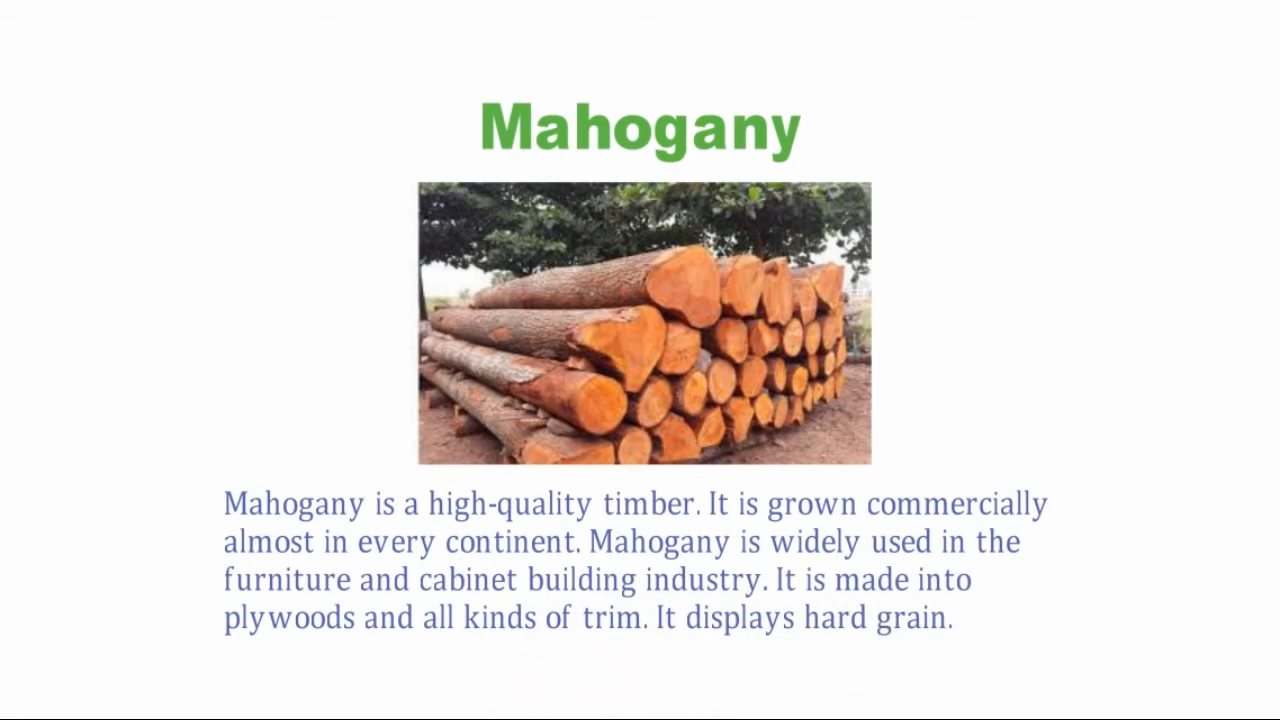 Mahogany
Mahogany is a high-quality timber. It is grown commercially
almost in every continent. Mahogany is widely used in the
furniture and cabinet building industry. It is made into
plywoods and all kinds of trim. It displays hard grain.